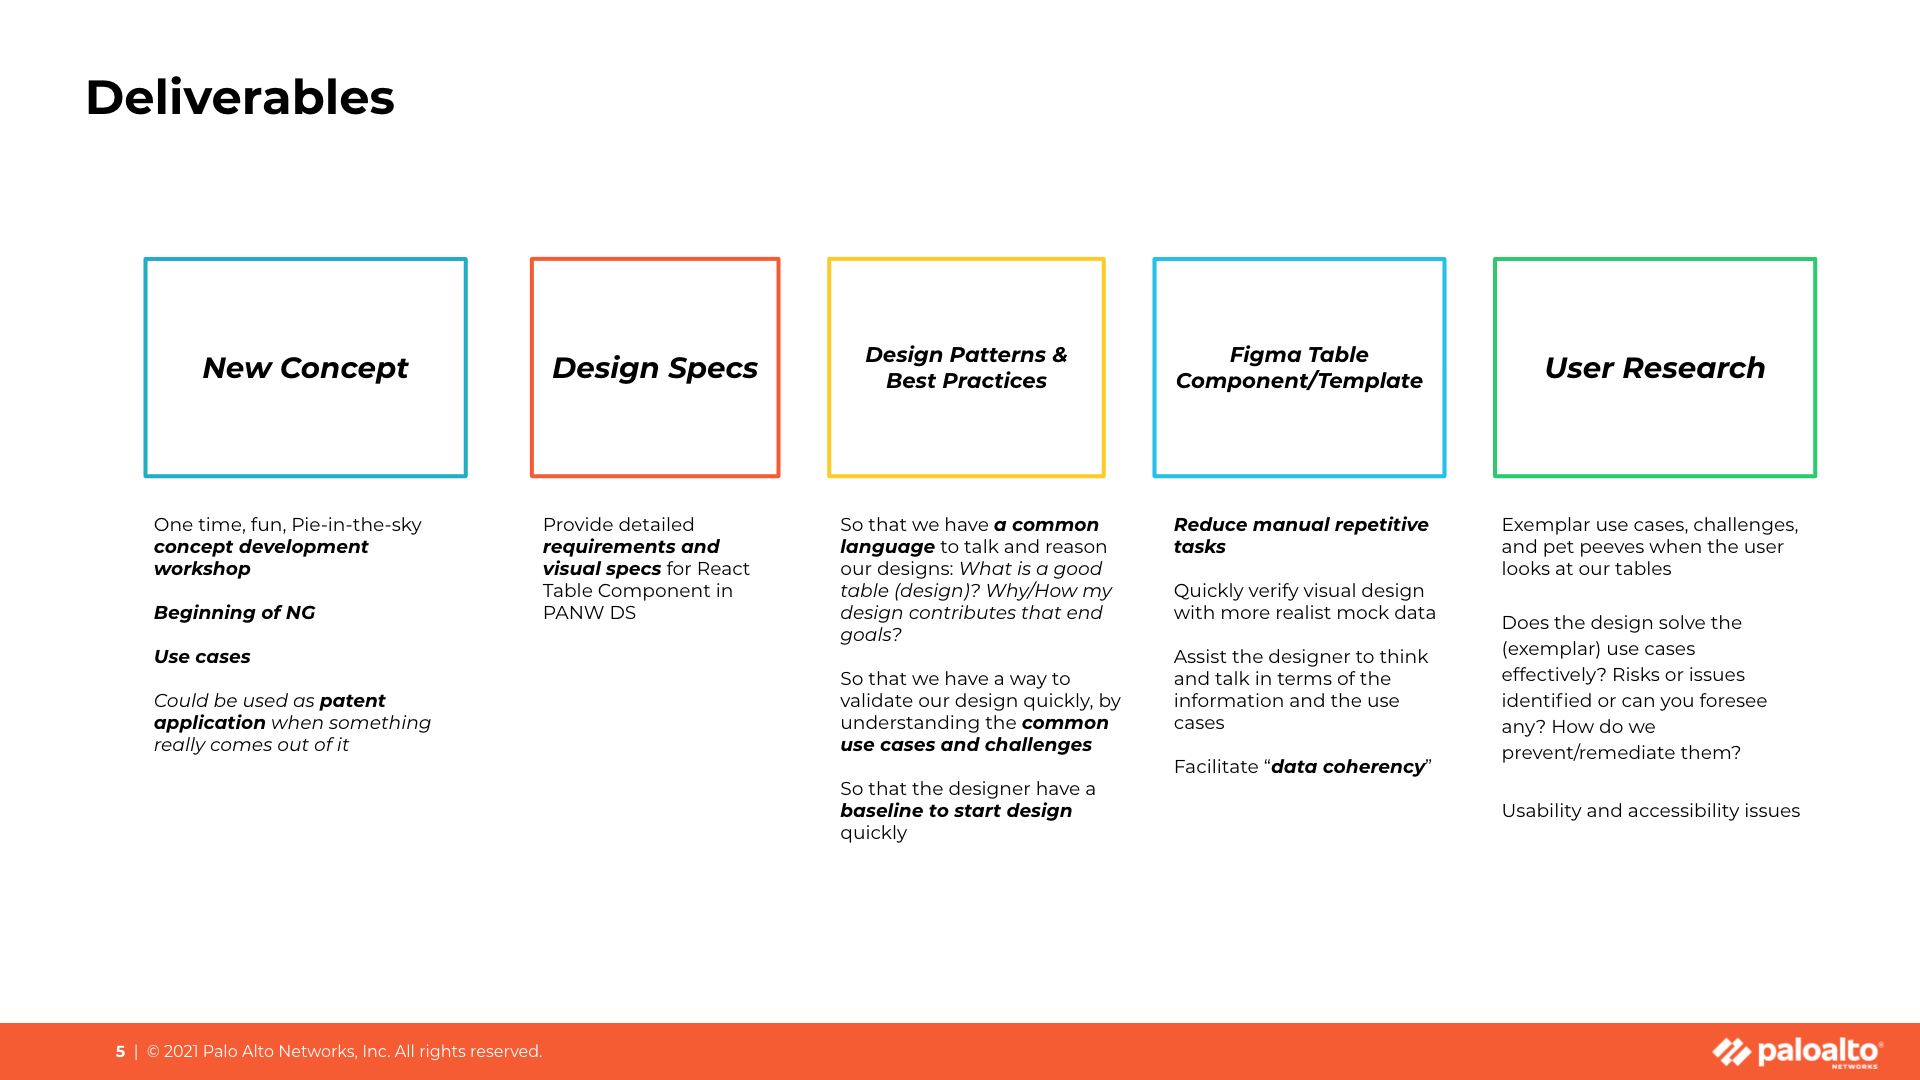 Deliverables
New Concept
One time, fun, Pie-in-the-sky
concept development
workshop
Beginning of NG
Use cases
Could be used as patent
application when something
really comes out of it
Design Specs
Provide detailed
requirements and
visual specs for React
Table Component in
PANW DS
Design Patterns &
Best Practices
So that we have a common
language to talk and reason
our designs: What is a good
table (design)? Why/How my
design contributes that end
goals?
So that we have a way to
validate our design quickly, by
understanding the common
use cases and challenges
So that the designer have a
baseline to start design
quickly
Figma Table
Component/Template
Reduce manual repetitive
tasks
Quickly verify visual design
with more realist mock data
Assist the designer to think
and talk in terms of the
information and the use
cases
Facilitate “data coherency”
User Research
Exemplar use cases, challenges,
and pet peeves when the user
looks at our tables
Does the design solve the
(exemplar) use cases
effectively? Risks or issues
identified or can you foresee
any? How do we
prevent/remediate them?
Usability and accessibility issues
5 | © 2021 Palo Alto Networks, Inc. All rights reserved.
paloalto®
NETWORKS